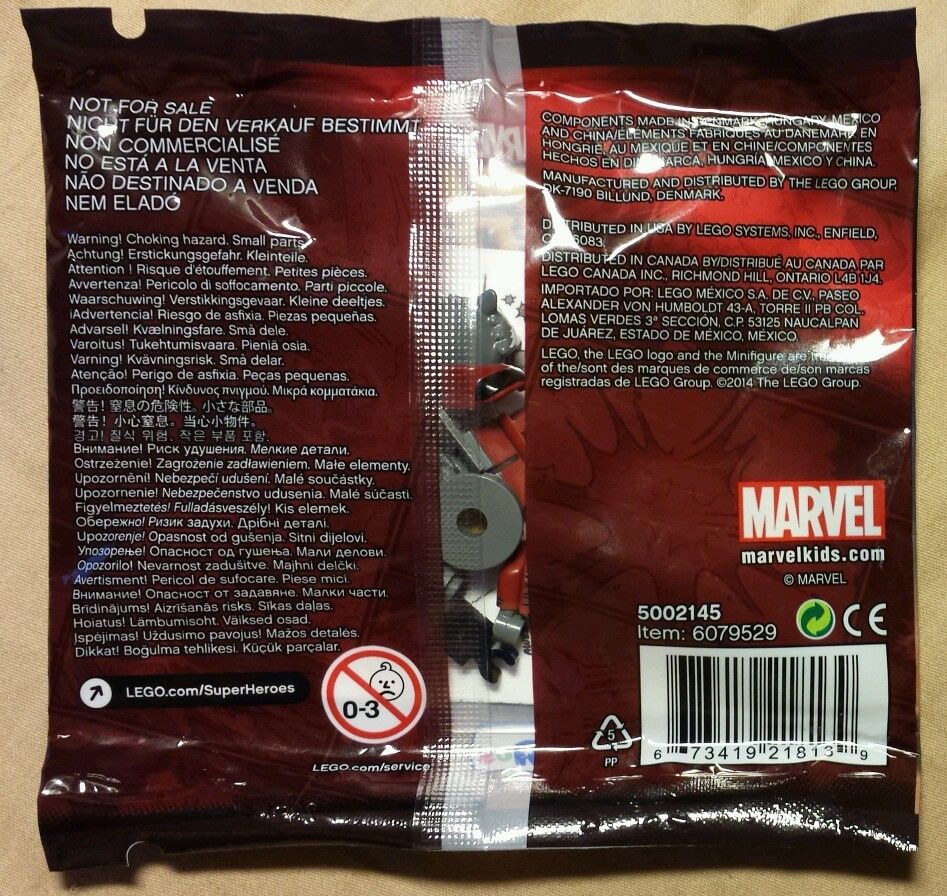 NOT FOR SALE
NICHT FÜR DEN VERKAUF BESTIMMT
NON COMMERCIALISÉ
NO ESTÁ A LA VENTA
NÃO DESTINADO A VENDA
NEM ELADÓ
Warning! Choking hazard. Small parts.
Achtung! Erstickungsgefahr. Kleinteile.
Attention ! Risque d'étouffement. Petites pièces.
Avvertenza! Pericolo di soffocamento. Parti piccole.
Waarschuwing! Verstikkingsgevaar. Kleine deeltjes.
¡Advertencia! Riesgo de asfixia. Piezas pequeñas.
Advarsel! Kvælningsfare. Små dele.
Varoitus! Tukehtumisvaara. Pieniä osia.
Varning! Kvävningsrisk. Små delar.
Atenção! Perigo de asfixia. Peças pequenas.
Προειδοποίηση! Κίνδυνος πνιγμού. Μικρά κομματάκια.
警告! 窒息の危険性。小さな部品。
警告! 小心窒息。当心小物件。
경고! 질식 위험. 작은 부품 포함.
Внимание! Риск удушения. Мелкие детали.
Ostrzeżenie! Zagrożenie zadławieniem. Małe elementy.
Upozornění! Nebezpečí udušení. Malé součástky.
Upozornenie! Nebezpečenstvo udusenia. Malé súčasti.
Figyelmeztetés! Fulladásveszély! Kis elemek.
Обережно! Ризик задухи. Дрібні деталі.
Upozorenje! Opasnost od gušenja. Sitni dijelovi.
Упозорење! Опасност од гушења. Мали делови.
Opozorilo! Nevarnost zadušitve. Majhni delčki.
Avertisment! Pericol de sufocare. Piese mici.
Внимание! Опасност от задавяне. Малки части.
Brīdinājums! Aizrīšanās risks. Sīkas daļas.
Hoiatus! Lämbumisoht. Väiksed osad.
Įspėjimas! Uždusimo pavojus! Mažos detalės.
Dikkat! Boğulma tehlikesi. Küçük parçalar.
LEGO.com/SuperHeroes
0-3
LEGO.com/service
COMPONENTS MADE IN DENMARK, HUNGARY, MEXICO
AND CHINA/ÉLÉMENTS FABRIQUÉS AU DANEMARK, EN
HONGRIE, AU MEXIQUE ET EN CHINE/COMPONENTES
HECHOS EN DINAMARCA, HUNGRÍA, MÉXICO Y CHINA.
MANUFACTURED AND DISTRIBUTED BY THE LEGO GROUP,
DK-7190 BILLUND, DENMARK.
DISTRIBUTED IN USA BY LEGO SYSTEMS, INC., ENFIELD,
06083.
DISTRIBUTED IN CANADA BY/DISTRIBUÉ AU CANADA PAR
LEGO CANADA INC., RICHMOND HILL, ONTARIO L4B 1J4.
IMPORTADO POR: LEGO MÉXICO S.A. DE C.V., PASEO
ALEXANDER VON HUMBOLDT 43-A, TORRE II PB COL.
LOMAS VERDES 3ª SECCIÓN, C.P. 53125 NAUCALPAN
DE JUÁREZ, ESTADO DE MÉXICO, MÉXICO.
LEGO, the LEGO logo and the Minifigure are
of the/sont des marques de commerce de/son marcas
registradas de LEGO Group. ©2014 The LEGO Group.
MARVEL
marvelkids.com
© MARVEL
5002145
Item: 6079529
CE
5
PP
6 73419 21813 9